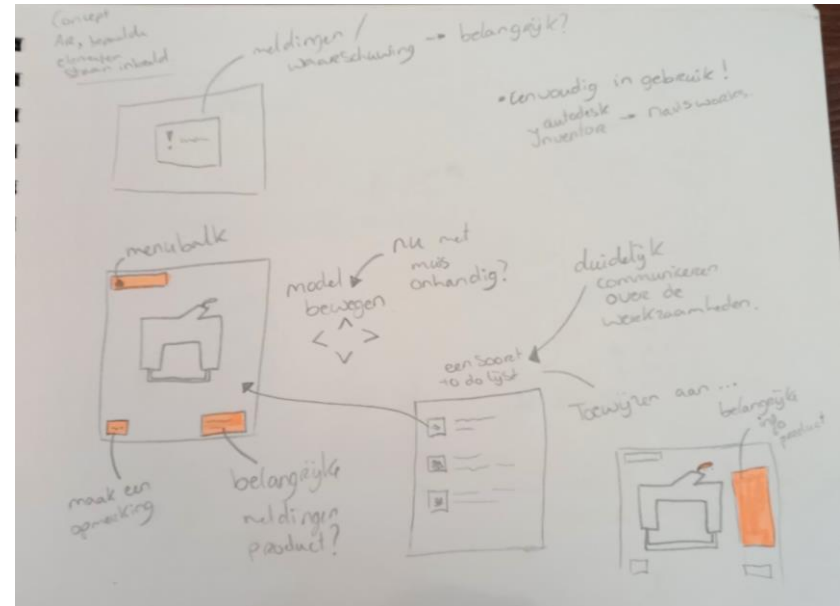 Concept
meldingen /
waarschuwing → belangrijk?
• Eenvoudig in gebruik!
autodesk
Inventor → navisworks.
! 
menubalk
model
bewegen
nu met
muis
onhandig?
duidelijk
communiceren
over de
werkzaamheden.
een soort
to do lijst
Toewijzen aan ...
belangrijke
info
product
maak een
opmerking
belangrijke
meldingen
product?